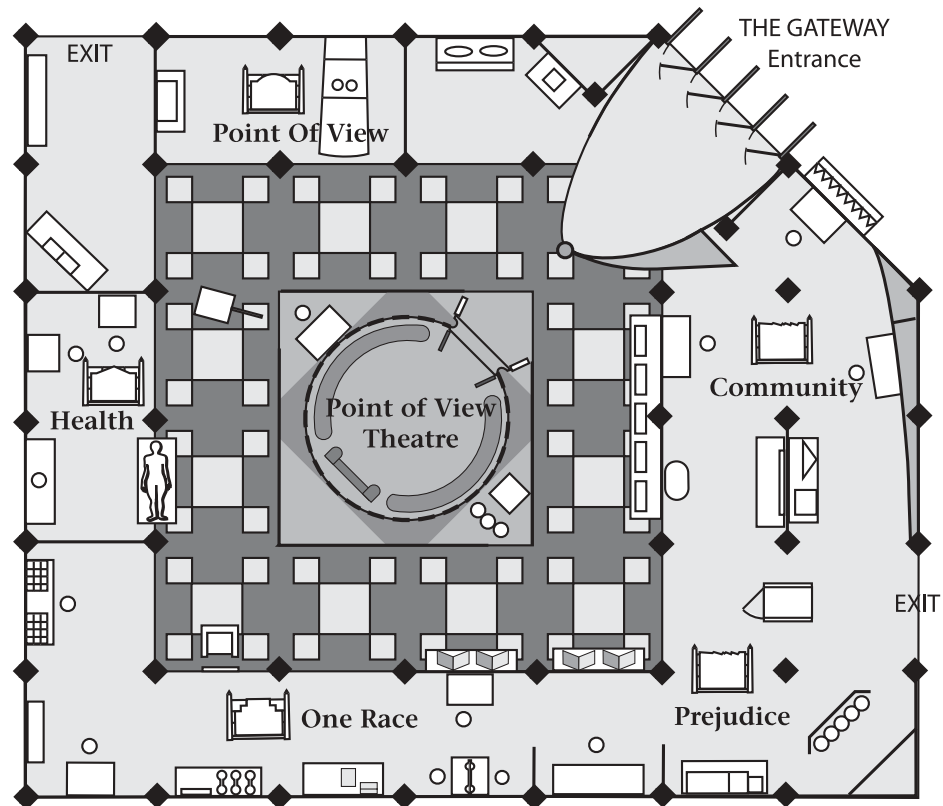 THE GATEWAY
Entrance
EXIT
Point Of View
Community
Health
Point of View
Theatre
EXIT
One Race
Prejudice